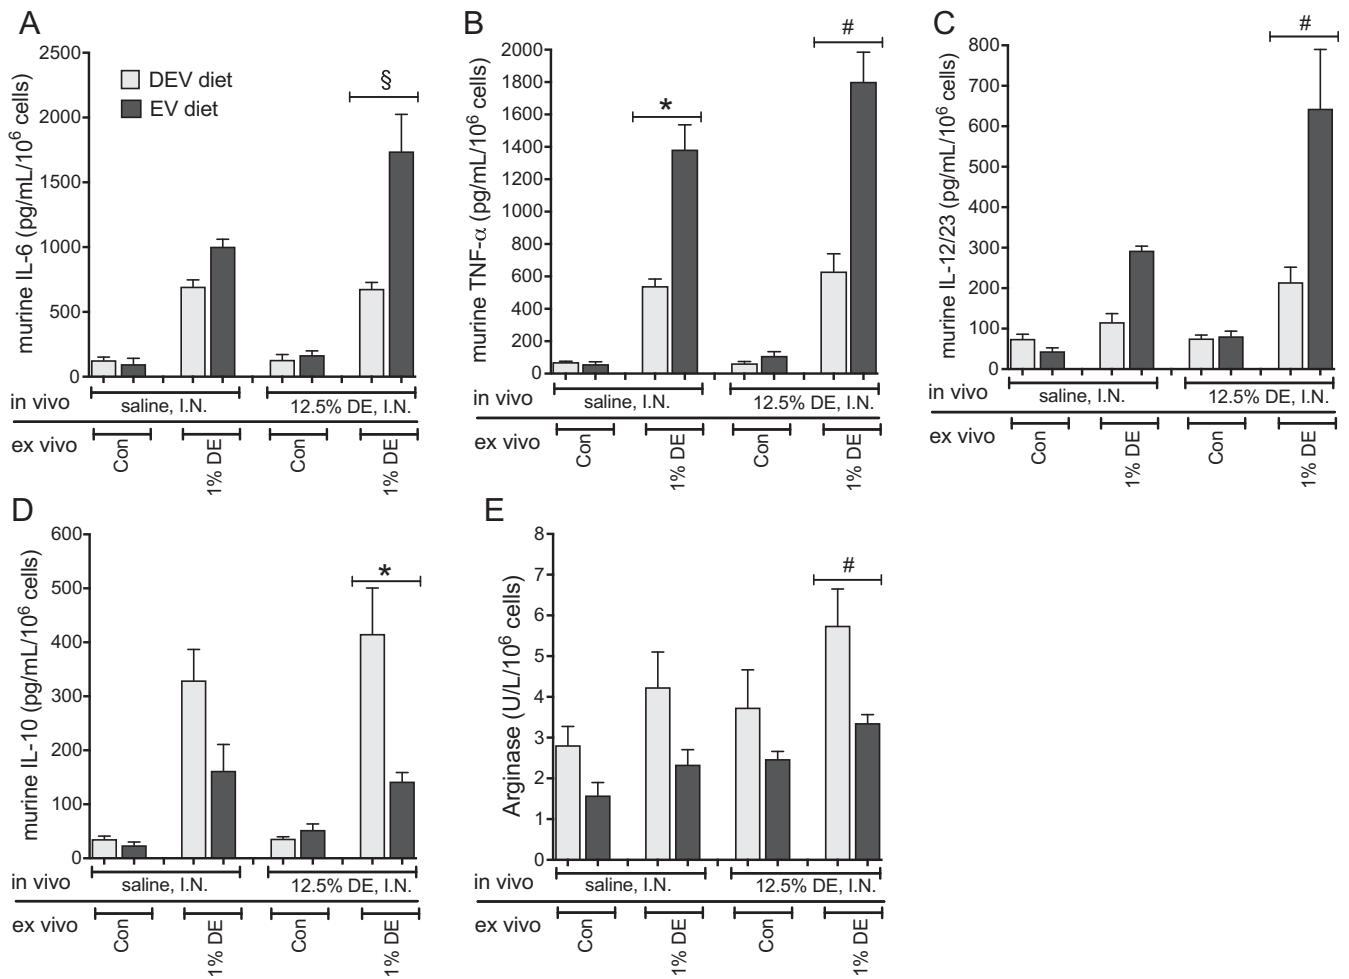 A
murine IL-6 (pg/mL/10⁶ cells)
2500
2000
1500
1000
500
0
DEV diet
EV diet
§
in vivo
saline, I.N.
12.5% DE, I.N.
ex vivo
Con
1% DE
Con
1% DE
B
murine TNF-α (pg/mL/10⁶ cells)
2000
1800
1600
1400
1200
1000
800
600
400
200
0
*
#
in vivo
saline, I.N.
12.5% DE, I.N.
ex vivo
Con
1% DE
Con
1% DE
C
murine IL-12/23 (pg/mL/10⁶ cells)
800
700
600
500
400
300
200
100
0
#
in vivo
saline, I.N.
12.5% DE, I.N.
ex vivo
Con
1% DE
Con
1% DE
D
murine IL-10 (pg/mL/10⁶ cells)
600
500
400
300
200
100
0
*
in vivo
saline, I.N.
12.5% DE, I.N.
ex vivo
Con
1% DE
Con
1% DE
E
Arginase (U/L/10⁶ cells)
8
7
6
5
4
3
2
1
0
#
in vivo
saline, I.N.
12.5% DE, I.N.
ex vivo
Con
1% DE
Con
1% DE